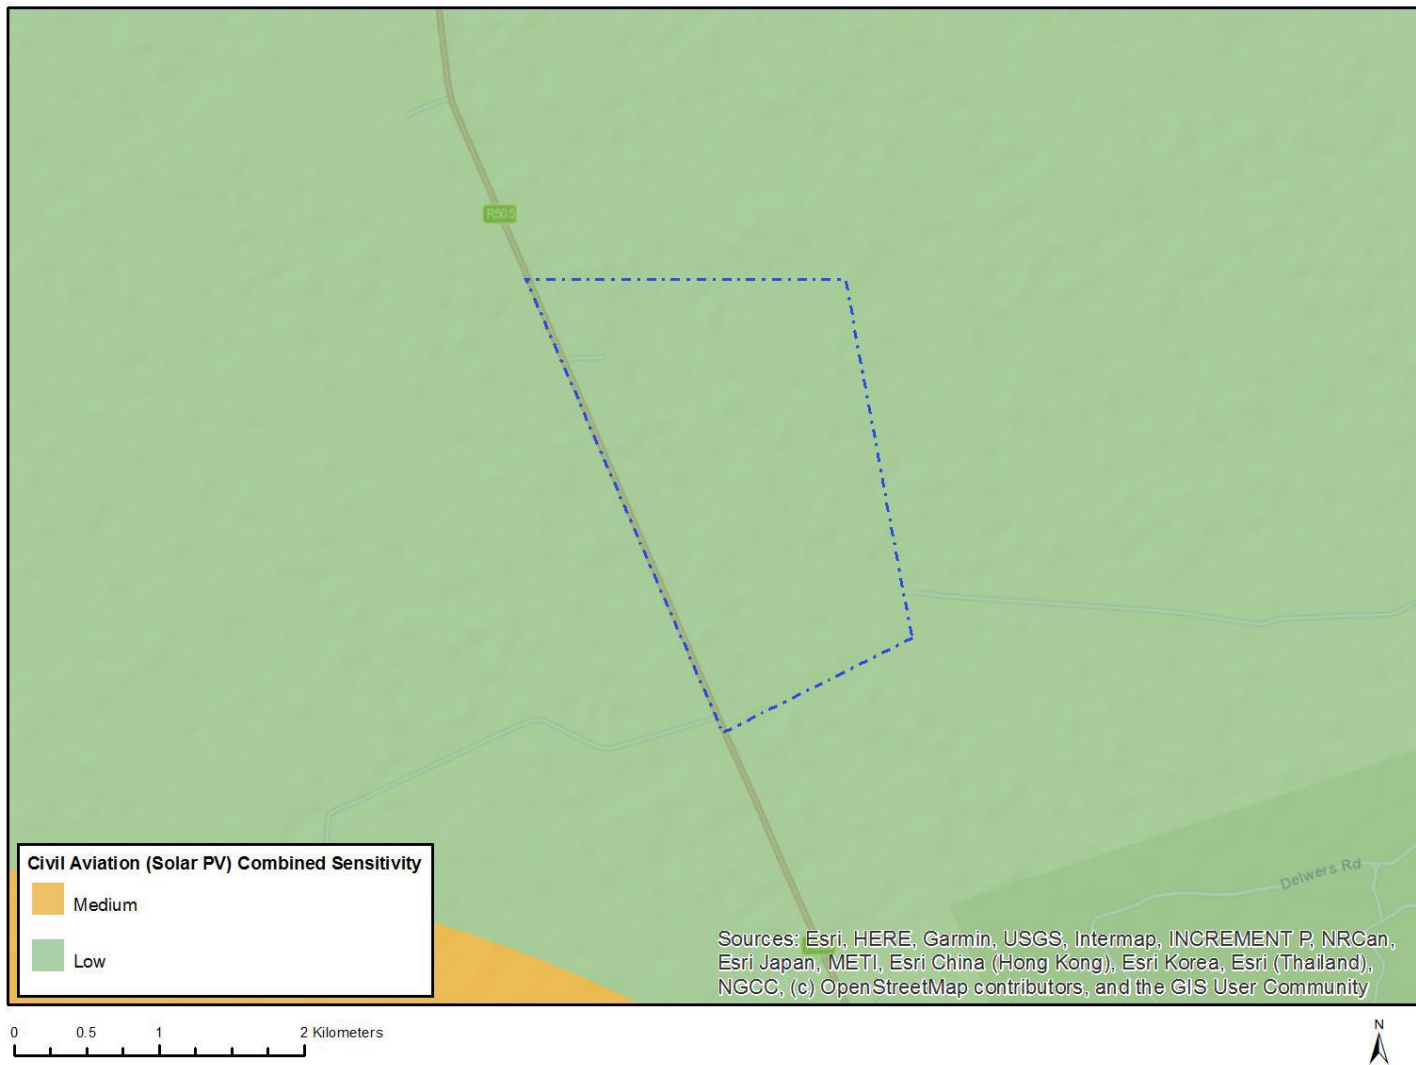 R505
Delwers Rd
Civil Aviation (Solar PV) Combined Sensitivity
Medium
Low
Sources: Esri, HERE, Garmin, USGS, Intermap, INCREMENT P, NRCan,
Esri Japan, METI, Esri China (Hong Kong), Esri Korea, Esri (Thailand),
NGCC, (c) OpenStreetMap contributors, and the GIS User Community
0 0.5 1 2 Kilometers
N